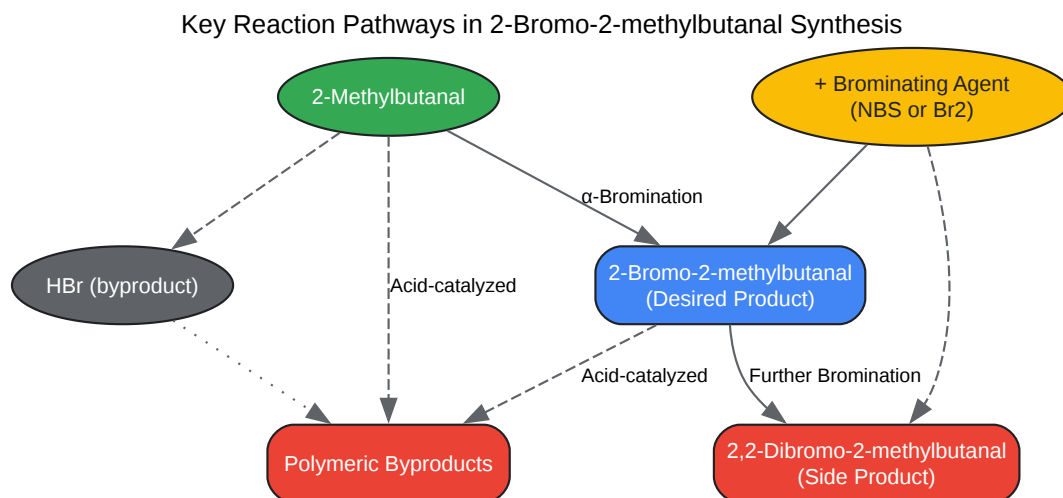 Key Reaction Pathways in 2-Bromo-2-methylbutanal Synthesis
2-Methylbutanal
+ Brominating Agent
(NBS or Br2)
α-Bromination
HBr (byproduct)
Acid-catalyzed
2-Bromo-2-methylbutanal
(Desired Product)
Acid-catalyzed
Further Bromination
Polymeric Byproducts
2,2-Dibromo-2-methylbutanal
(Side Product)